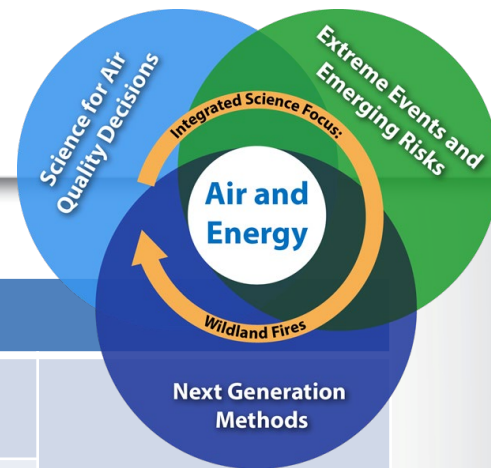 Science for Air
Quality Decisions
Extreme Events and
Emerging Risks
Integrated Science Focus:
Air and
Energy
Wildland Fires
Next Generation
Methods